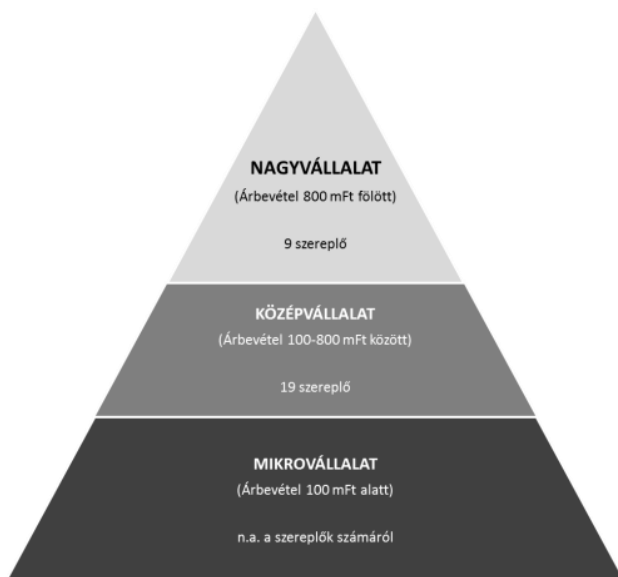 NAGYVÁLLALAT
(Árbevétel 800 mFt fölött)
9 szereplő
KÖZÉPVÁLLALAT
(Árbevétel 100-800 mFt között)
19 szereplő
MIKROVÁLLALAT
(Árbevétel 100 mFt alatt)
n.a. a szereplők számáról